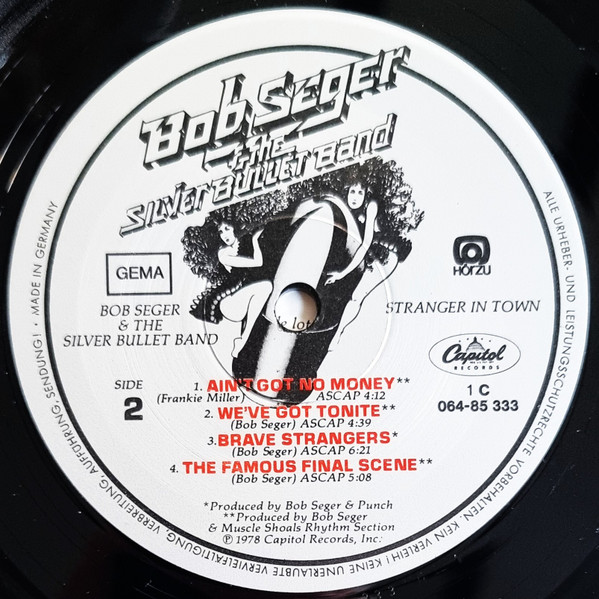 Bob Seger
& the
Silver Bullet Band
GEMA
HÖRZU
BOB SEGER
& THE
SILVER BULLET BAND
STRANGER IN TOWN
Capitol
RECORDS
SIDE
2
1 C
064-85 333
1. AIN'T GOT NO MONEY**
(Frankie Miller) ASCAP 4:12
2. WE'VE GOT TONITE**
(Bob Seger) ASCAP 4:39
3. BRAVE STRANGERS*
(Bob Seger) ASCAP 6:21
4. THE FAMOUS FINAL SCENE**
(Bob Seger) ASCAP 5:08
*Produced by Bob Seger & Punch
**Produced by Bob Seger
& Muscle Shoals Rhythm Section
℗ 1978 Capitol Records, Inc.
ALLE URHEBER- UND LEISTUNGSSCHUTZRECHTE VORBEHALTEN. KEIN VERLEIH! KEINE UNERLAUBTE VERVIELFÄLTIGUNG, VERBREITUNG, AUFFÜHRUNG, SENDUNG! • MADE IN GERMANY